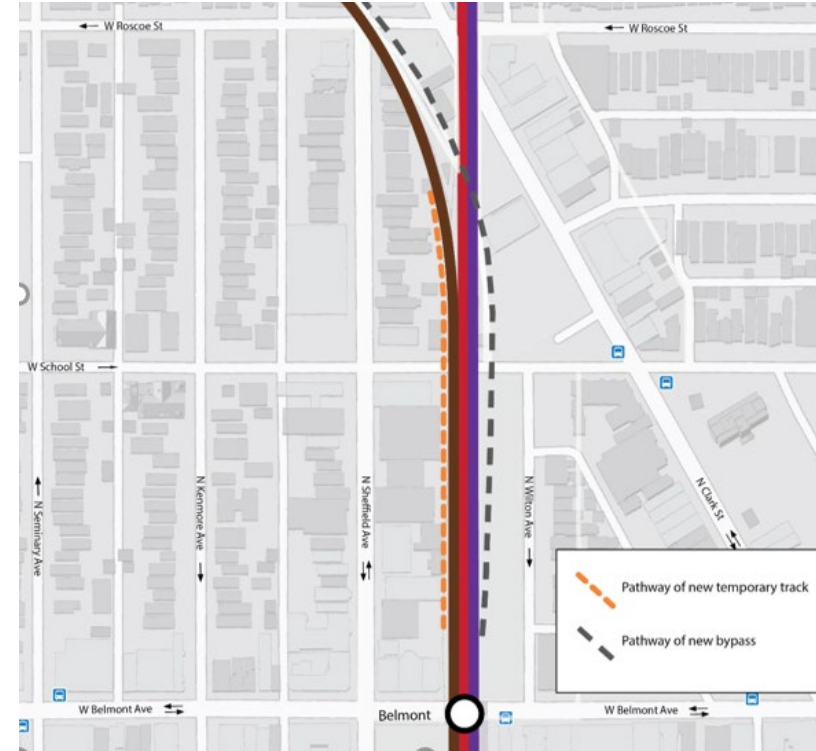 W Roscoe St
W Roscoe St
W School St
N Seminary Ave
N Kenmore Ave
N Sheffield Ave
N Wilton Ave
N Clark St
Pathway of new temporary track
Pathway of new bypass
W Belmont Ave
Belmont
W Belmont Ave